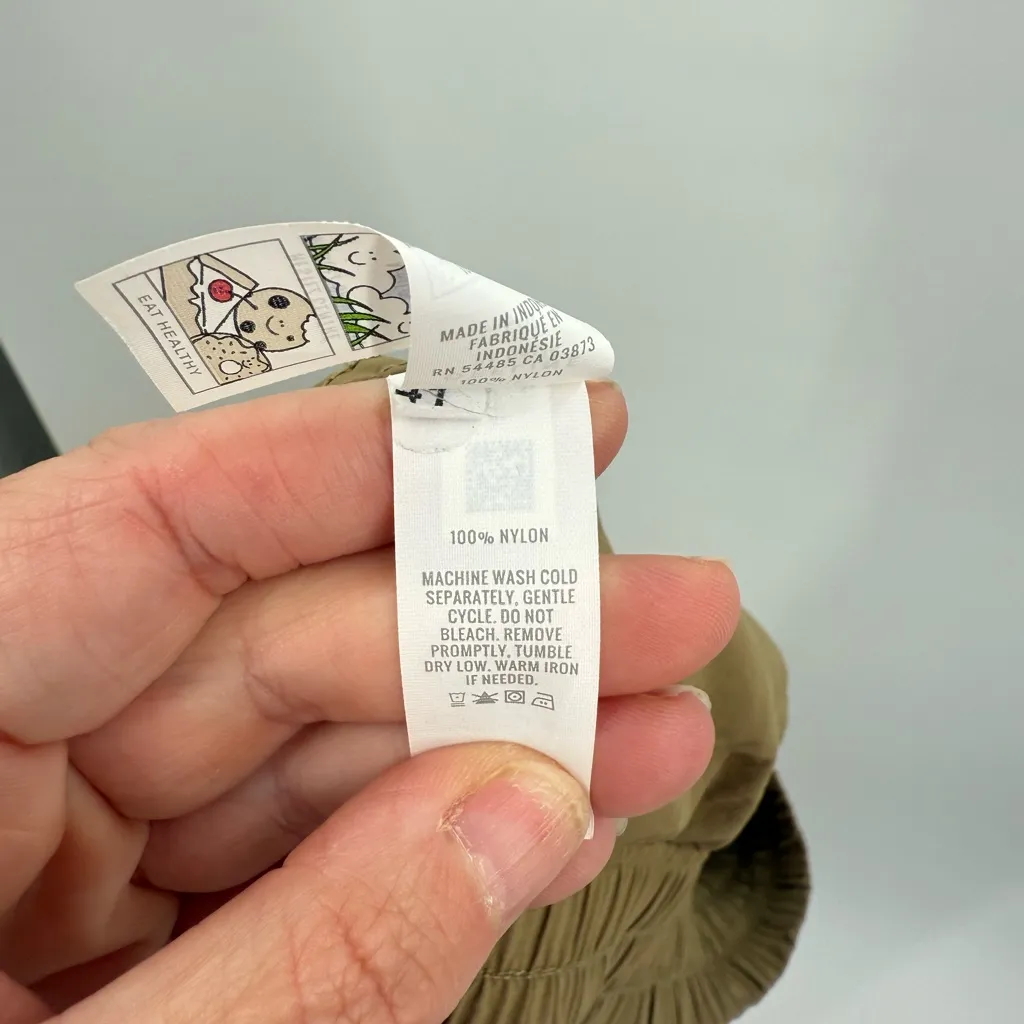 EAT HEALTHY
MADE IN INDO
FABRIQUÉ EN
INDONÉSIE
RN 54485 CA 03873
100% NYLON
100% NYLON
MACHINE WASH COLD
SEPARATELY, GENTLE
CYCLE. DO NOT
BLEACH. REMOVE
PROMPTLY, TUMBLE
DRY LOW. WARM IRON
IF NEEDED.